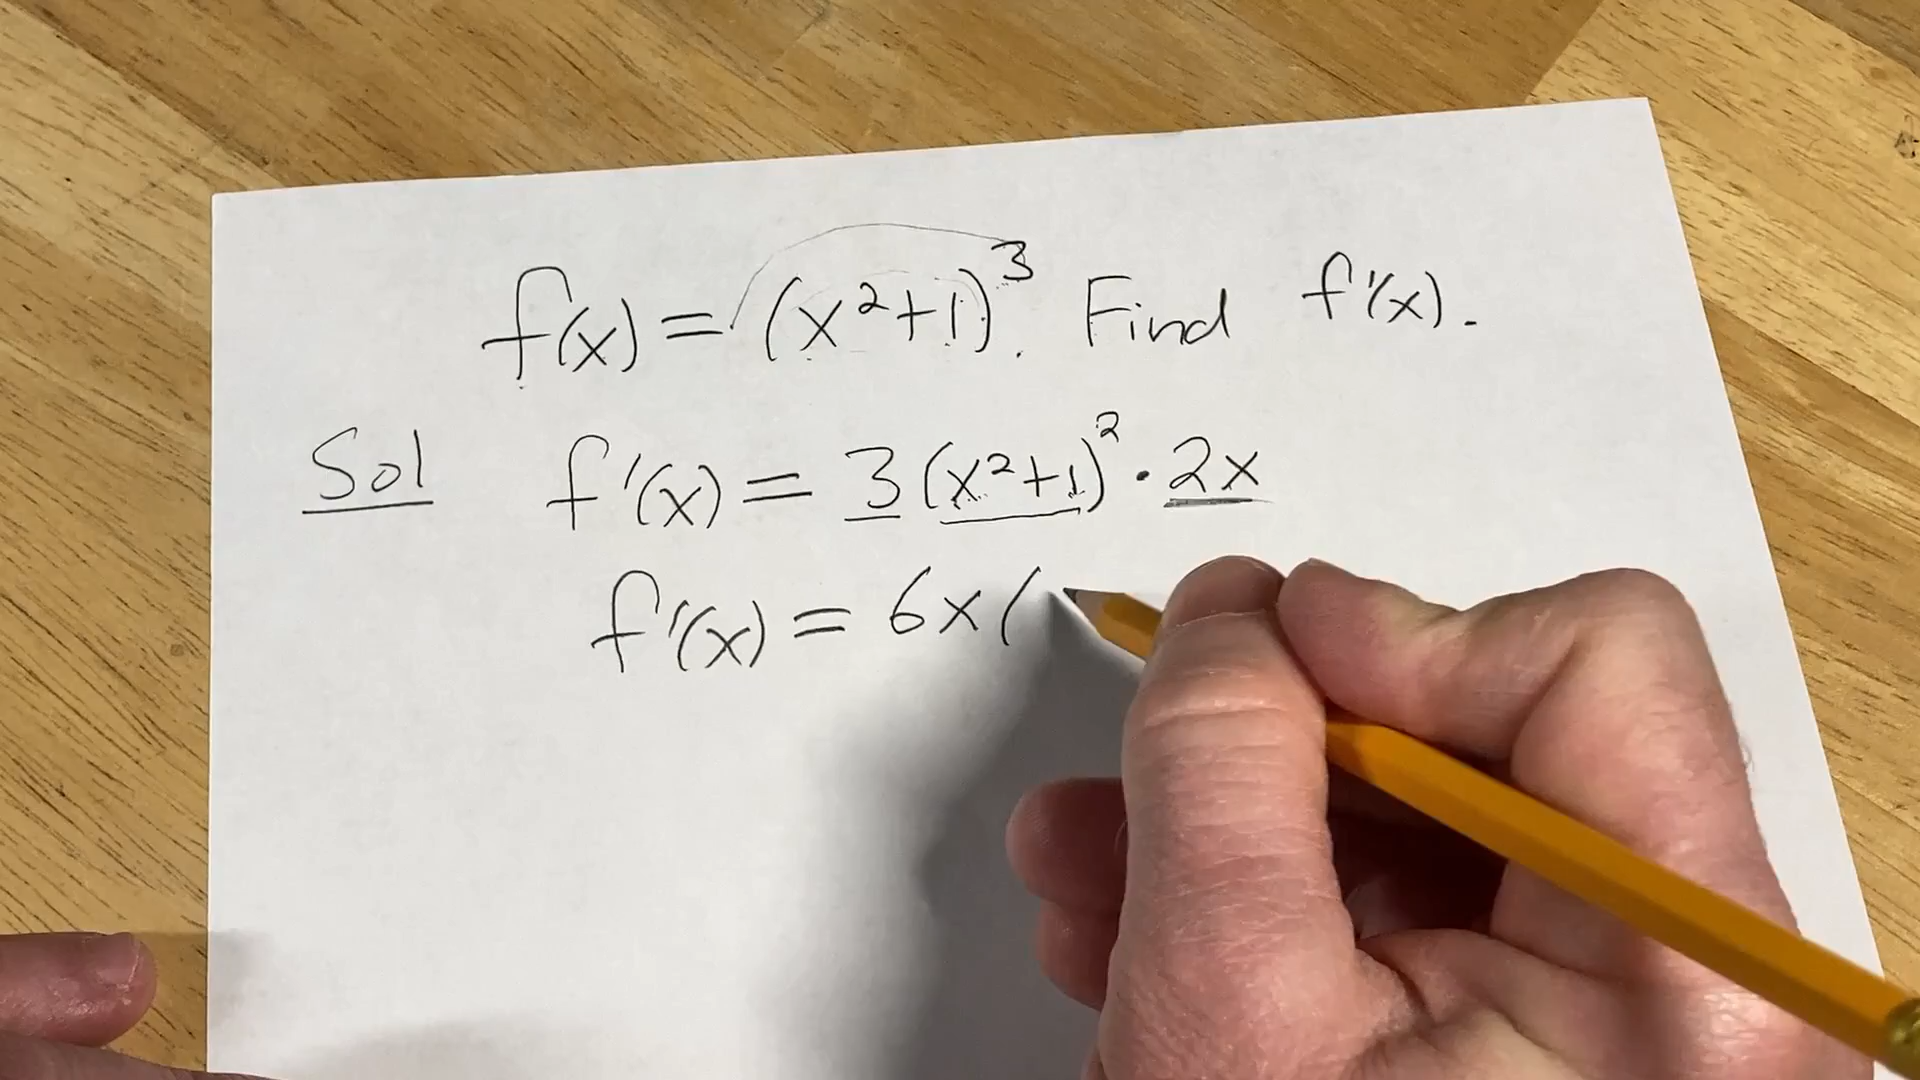 f(x) = (x²+1)³. Find f'(x).
Sol f'(x) = 3(x²+1)² · 2x
f'(x) = 6x(